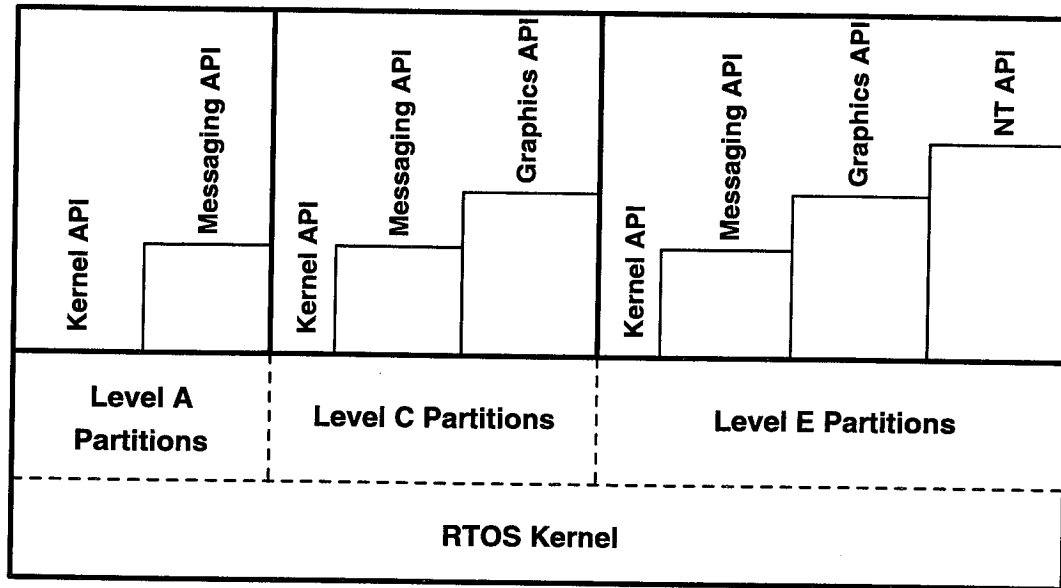 Kernel API
Messaging API
Kernel API
Messaging API
Graphics API
Kernel API
Messaging API
Graphics API
NT API
Level A
Partitions
Level C Partitions
Level E Partitions
RTOS Kernel